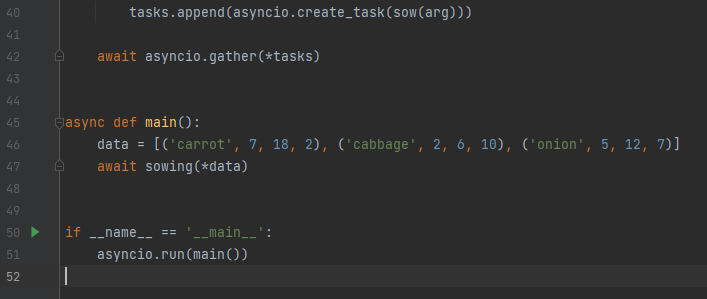 40 tasks.append(asyncio.create_task(sow(arg)))
41
42 await asyncio.gather(*tasks)
43
44
45 async def main():
46 data = [('carrot', 7, 18, 2), ('cabbage', 2, 6, 10), ('onion', 5, 12, 7)]
47 await sowing(*data)
48
49
50 if __name__ == '__main__':
51 asyncio.run(main())
52